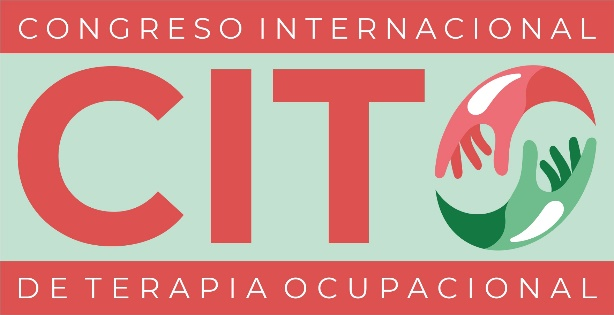 CONGRESO INTERNACIONAL
CITO
DE TERAPIA OCUPACIONAL